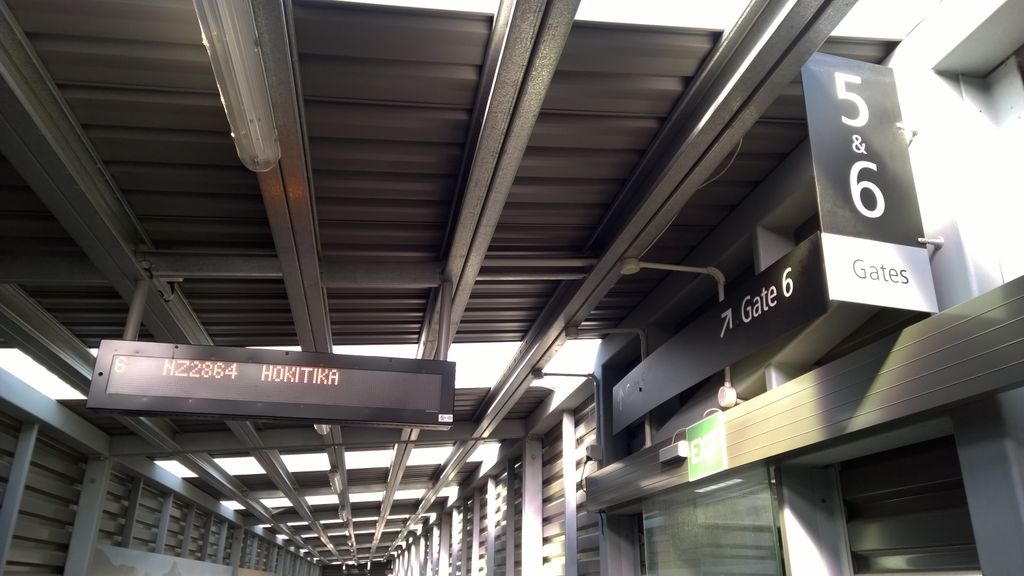 5
&
6
Gates
↗ Gate 6
6 NZ2864 HOKITIKA
EXIT